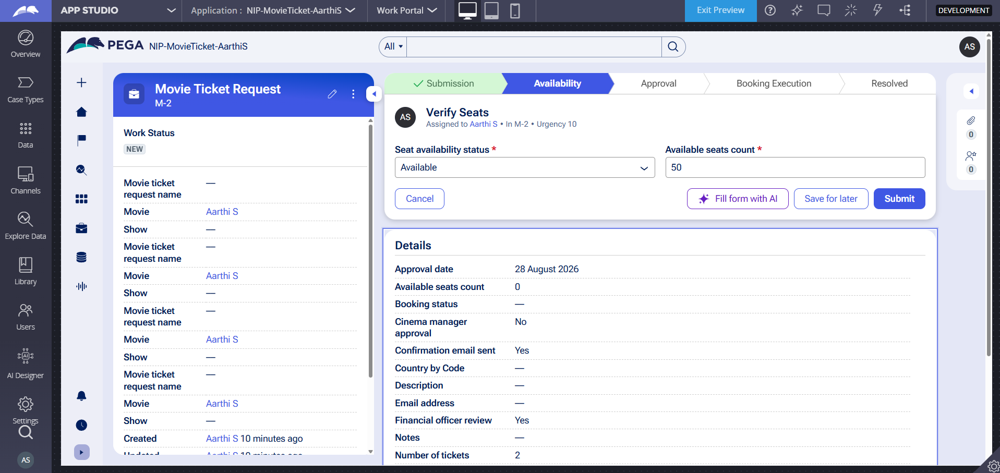 APP STUDIO
Application : NIP-MovieTicket-AarthiS
Work Portal
Exit Preview
DEVELOPMENT
Overview
Case Types
Data
Channels
Explore Data
Library
Users
AI
AI Designer
Settings
AS
PEGA NIP-MovieTicket-AarthiS
All
AS
Movie Ticket Request
M-2
Work Status
NEW
Movie ticket request name —
Movie Aarthi S
Show —
Movie ticket request name —
Movie Aarthi S
Show —
Movie ticket request name —
Movie Aarthi S
Show —
Movie ticket request name —
Movie Aarthi S
Show —
Created Aarthi S 10 minutes ago
Updated Aarthi S 10 minutes ago
Submission
Availability
Approval
Booking Execution
Resolved
AS
Verify Seats
Assigned to Aarthi S • In M-2 • Urgency 10
Seat availability status *
Available
Available seats count *
50
Cancel
Fill form with AI
Save for later
Submit
0
0
Details
Approval date 28 August 2026
Available seats count 0
Booking status —
Cinema manager approval No
Confirmation email sent Yes
Country by Code —
Description —
Email address —
Financial officer review Yes
Notes —
Number of tickets 2